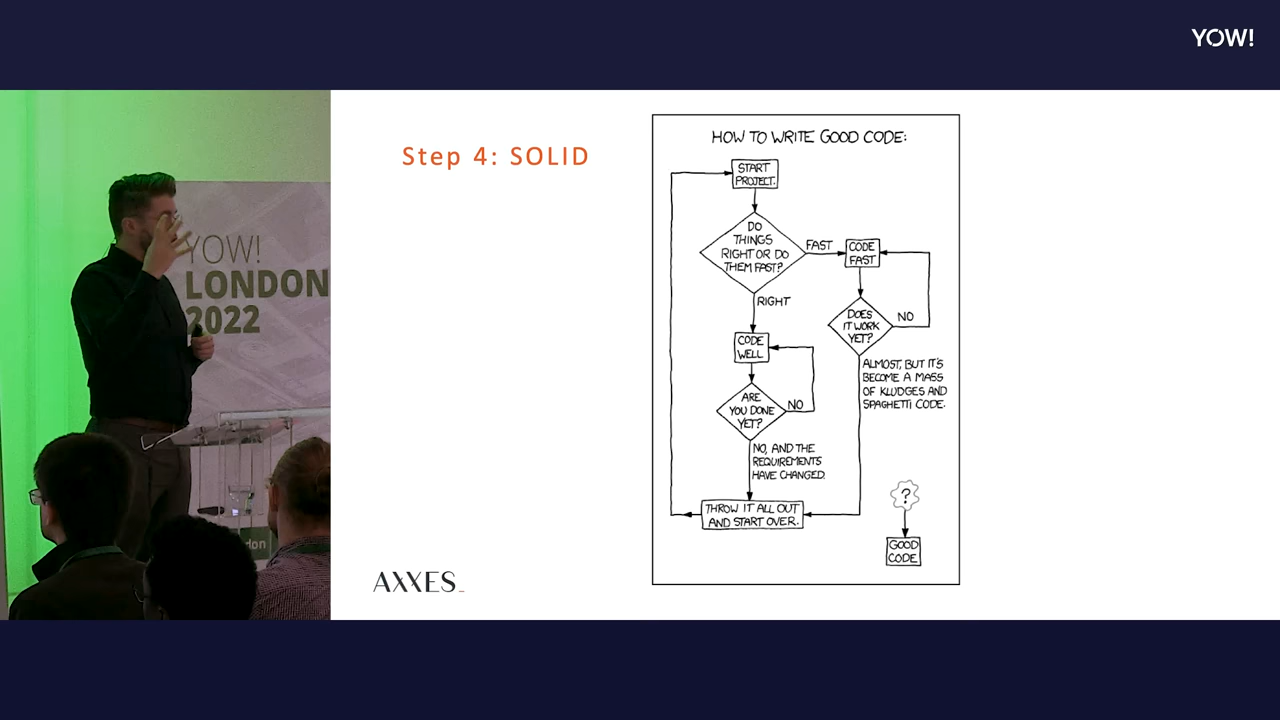 YOW!
YOW!
LONDON
2022
don
Step 4: SOLID
AXXES_
HOW TO WRITE GOOD CODE:
START
PROJECT.
DO
THINGS
RIGHT OR DO
THEM FAST?
FAST
CODE
FAST
RIGHT
DOES
IT WORK
YET?
NO
CODE
WELL
ARE
YOU DONE
YET?
NO
ALMOST, BUT IT'S
BECOME A MASS
OF KLUDGES AND
SPAGHETTI CODE.
NO, AND THE
REQUIREMENTS
HAVE CHANGED.
THROW IT ALL OUT
AND START OVER.
?
GOOD
CODE